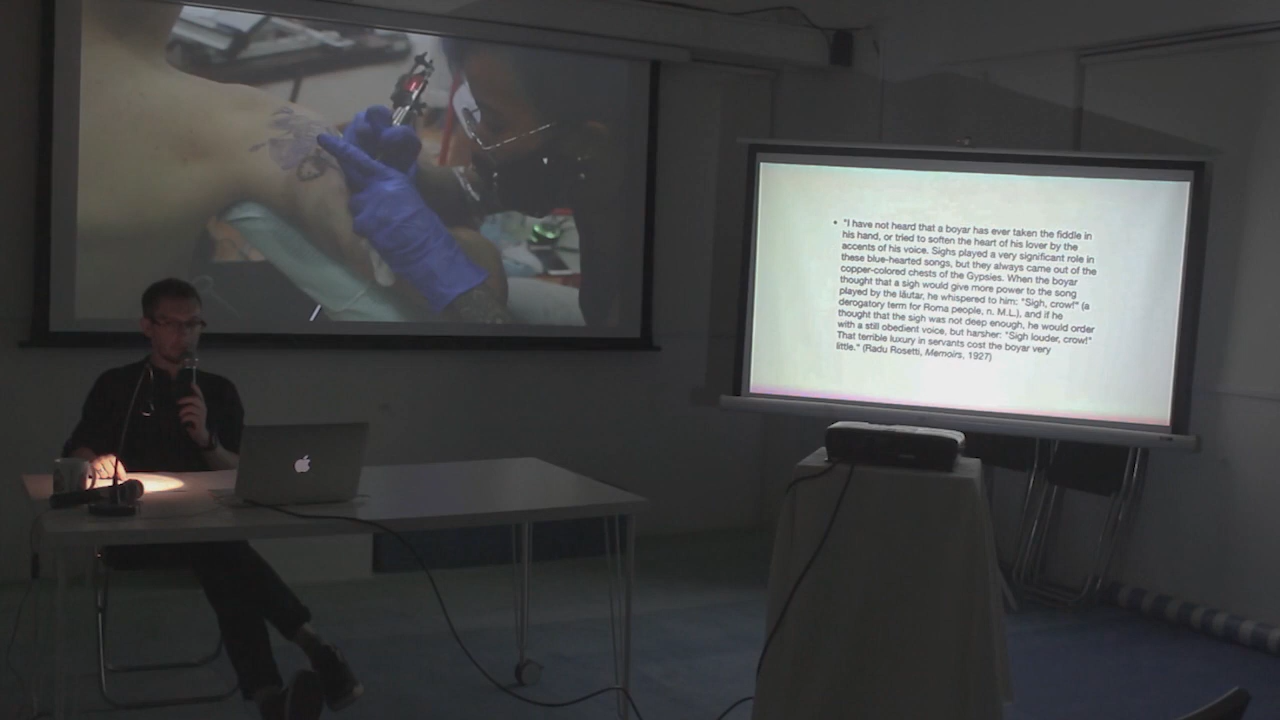 • "I have not heard that a boyar has ever taken the fiddle in
his hand, or tried to soften the heart of his lover by the
accents of his voice. Sighs played a very significant role in
these blue-hearted songs, but they always came out of the
copper-colored chests of the Gypsies. When the boyar
thought that a sigh would give more power to the song
played by the lăutar, he whispered to him: "Sigh, crow!" (a
derogatory term for Roma people, n. M.L.), and if he
thought that the sigh was not deep enough, he would order
with a still obedient voice, but harsher: "Sigh louder, crow!"
That terrible luxury in servants cost the boyar very
little." (Radu Rosetti, Memoirs, 1927)